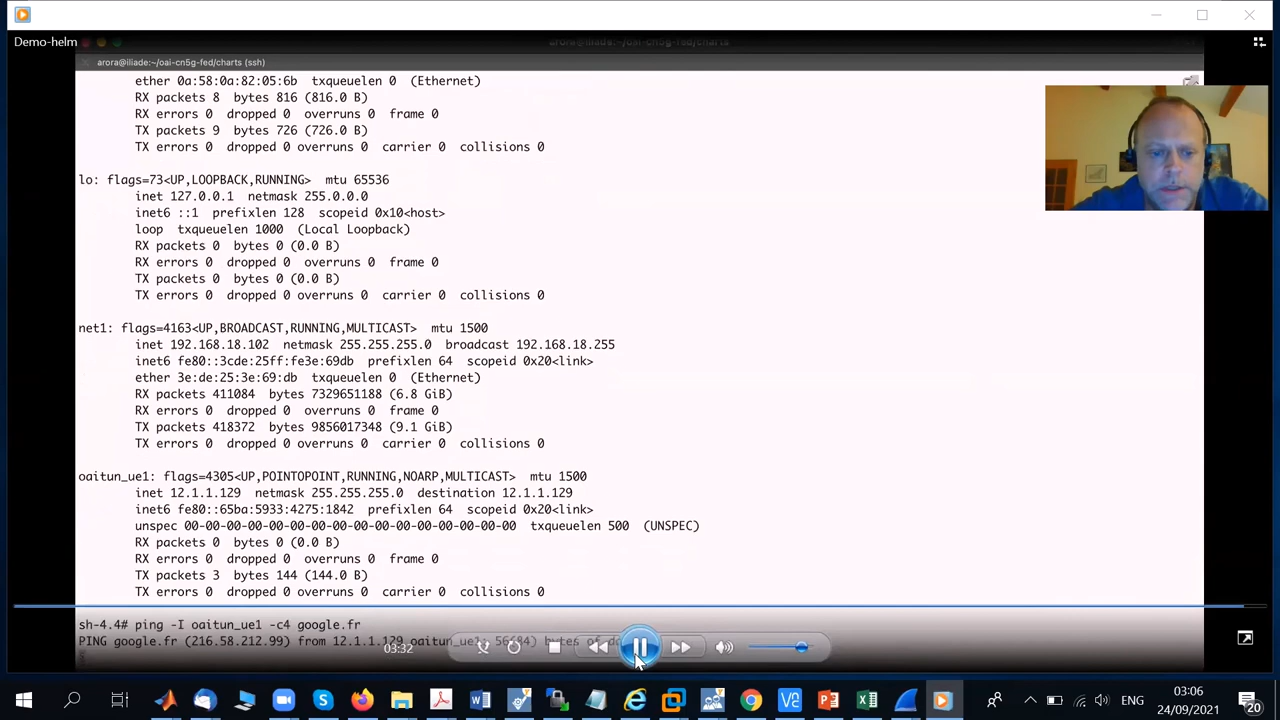 Demo-helm
arora@iliade:~/oai-cn5g-fed/charts
arora@iliade:~/oai-cn5g-fed/charts (ssh)
ether 0a:58:0a:82:05:6b txqueuelen 0 (Ethernet)
RX packets 8 bytes 816 (816.0 B)
RX errors 0 dropped 0 overruns 0 frame 0
TX packets 9 bytes 726 (726.0 B)
TX errors 0 dropped 0 overruns 0 carrier 0 collisions 0
lo: flags=73<UP,LOOPBACK,RUNNING> mtu 65536
inet 127.0.0.1 netmask 255.0.0.0
inet6 ::1 prefixlen 128 scopeid 0x10<host>
loop txqueuelen 1000 (Local Loopback)
RX packets 0 bytes 0 (0.0 B)
RX errors 0 dropped 0 overruns 0 frame 0
TX packets 0 bytes 0 (0.0 B)
TX errors 0 dropped 0 overruns 0 carrier 0 collisions 0
net1: flags=4163<UP,BROADCAST,RUNNING,MULTICAST> mtu 1500
inet 192.168.18.102 netmask 255.255.255.0 broadcast 192.168.18.255
inet6 fe80::3cde:25ff:fe3e:69db prefixlen 64 scopeid 0x20<link>
ether 3e:de:25:3e:69:db txqueuelen 0 (Ethernet)
RX packets 411084 bytes 7329651188 (6.8 GiB)
RX errors 0 dropped 0 overruns 0 frame 0
TX packets 418372 bytes 9856017348 (9.1 GiB)
TX errors 0 dropped 0 overruns 0 carrier 0 collisions 0
oaitun_ue1: flags=4305<UP,POINTOPOINT,RUNNING,NOARP,MULTICAST> mtu 1500
inet 12.1.1.129 netmask 255.255.255.0 destination 12.1.1.129
inet6 fe80::65ba:5933:4275:1842 prefixlen 64 scopeid 0x20<link>
unspec 00-00-00-00-00-00-00-00-00-00-00-00-00-00-00-00 txqueuelen 500 (UNSPEC)
RX packets 0 bytes 0 (0.0 B)
RX errors 0 dropped 0 overruns 0 frame 0
TX packets 3 bytes 144 (144.0 B)
TX errors 0 dropped 0 overruns 0 carrier 0 collisions 0
sh-4.4# ping -I oaitun_ue1 -c4 google.fr
PING google.fr (216.58.212.99) from 12.1.1.129 oaitun_ue1: 56(84) bytes of
03:32
ENG
03:06
24/09/2021
20